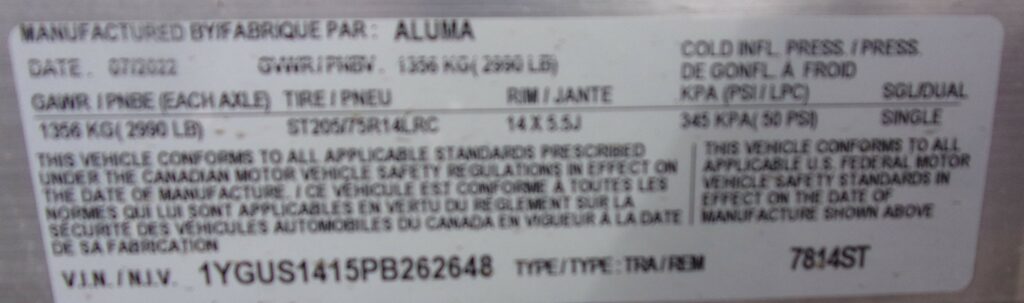 MANUFACTURED BY/FABRIQUE PAR: ALUMA
DATE. 07/2022 GVWR/PNBV. 1356 KG(2990 LB) COLD INFL. PRESS. / PRESS. DE GONFL. À FROID
GAWR / PNBE (EACH AXLE) TIRE / PNEU RIM / JANTE KPA (PSI / LPC) SGL/DUAL
1356 KG(2990 LB) ST205/75R14LRC 14 X 5.5J 345 KPA(50 PSI) SINGLE
THIS VEHICLE CONFORMS TO ALL APPLICABLE STANDARDS PRESCRIBED
UNDER THE CANADIAN MOTOR VEHICLE SAFETY REGULATIONS IN EFFECT ON
THE DATE OF MANUFACTURE. / CE VÉHICULE EST CONFORME À TOUTES LES
NORMES QUI LUI SONT APPLICABLES EN VERTU DU RÈGLEMENT SUR LA
SÉCURITÉ DES VÉHICULES AUTOMOBILES DU CANADA EN VIGUEUR À LA DATE
DE SA FABRICATION
THIS VEHICLE CONFORMS TO ALL
APPLICABLE U.S. FEDERAL MOTOR
VEHICLE SAFETY STANDARDS IN
EFFECT ON THE DATE OF
MANUFACTURE SHOWN ABOVE
V.I.N. / N.I.V. 1YGUS1415PB262648 TYPE/TYPE: TRA/REM 7814ST